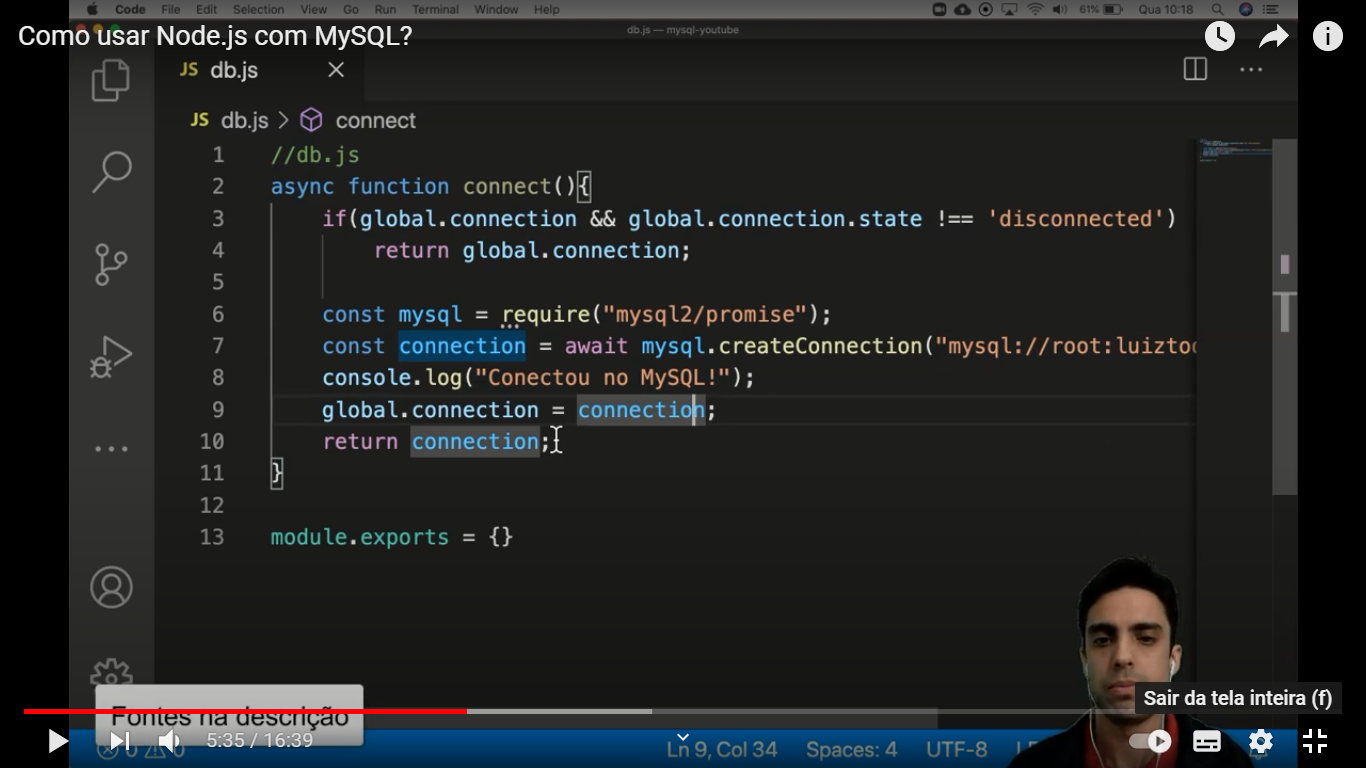 Code File Edit Selection View Go Run Terminal Window Help 61% Qua 10:18
db.js — mysql-youtube
Como usar Node.js com MySQL?
JS db.js
JS db.js > connect
1 //db.js
2 async function connect(){
3 if(global.connection && global.connection.state !== 'disconnected')
4 return global.connection;
5
6 const mysql = require("mysql2/promise");
7 const connection = await mysql.createConnection("mysql://root:luiztoo
8 console.log("Conectou no MySQL!");
9 global.connection = connection;
10 return connection;
11 }
12
13 module.exports = {}
Sair da tela inteira (f)
Fontes na descrição
5:35 / 16:39
0 0 Ln 9, Col 34 Spaces: 4 UTF-8